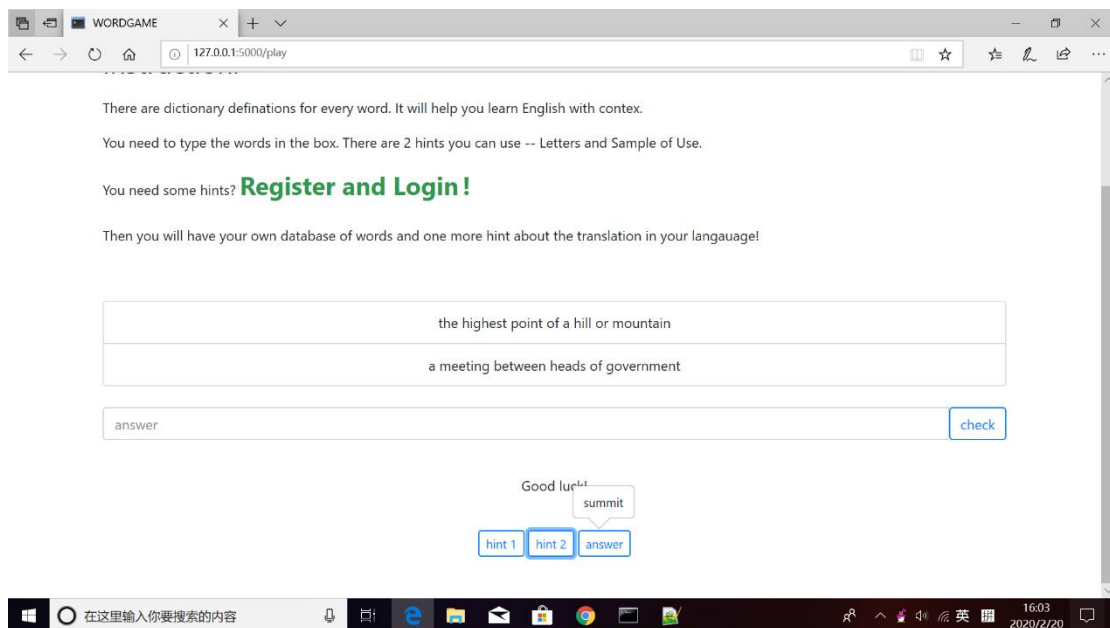 WORDGAME
127.0.0.1:5000/play
There are dictionary definations for every word. It will help you learn English with contex.
You need to type the words in the box. There are 2 hints you can use -- Letters and Sample of Use.
You need some hints? Register and Login!
Then you will have your own database of words and one more hint about the translation in your langauage!
the highest point of a hill or mountain
a meeting between heads of government
answer check
Good luck!
summit
hint 1 hint 2 answer
在这里输入你要搜索的内容 英 16:03
2020/2/20